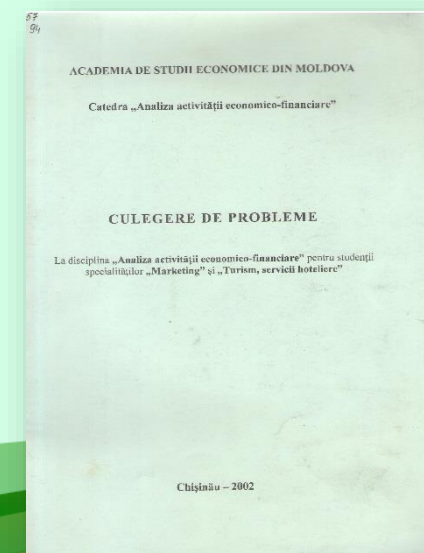 57
94
ACADEMIA DE STUDII ECONOMICE DIN MOLDOVA
Catedra „Analiza activităţii economico-financiare”
CULEGERE DE PROBLEME
La disciplina „Analiza activităţii economico-financiare” pentru studenţii
specialităţilor „Marketing” şi „Turism, servicii hoteliere”
Chişinău – 2002